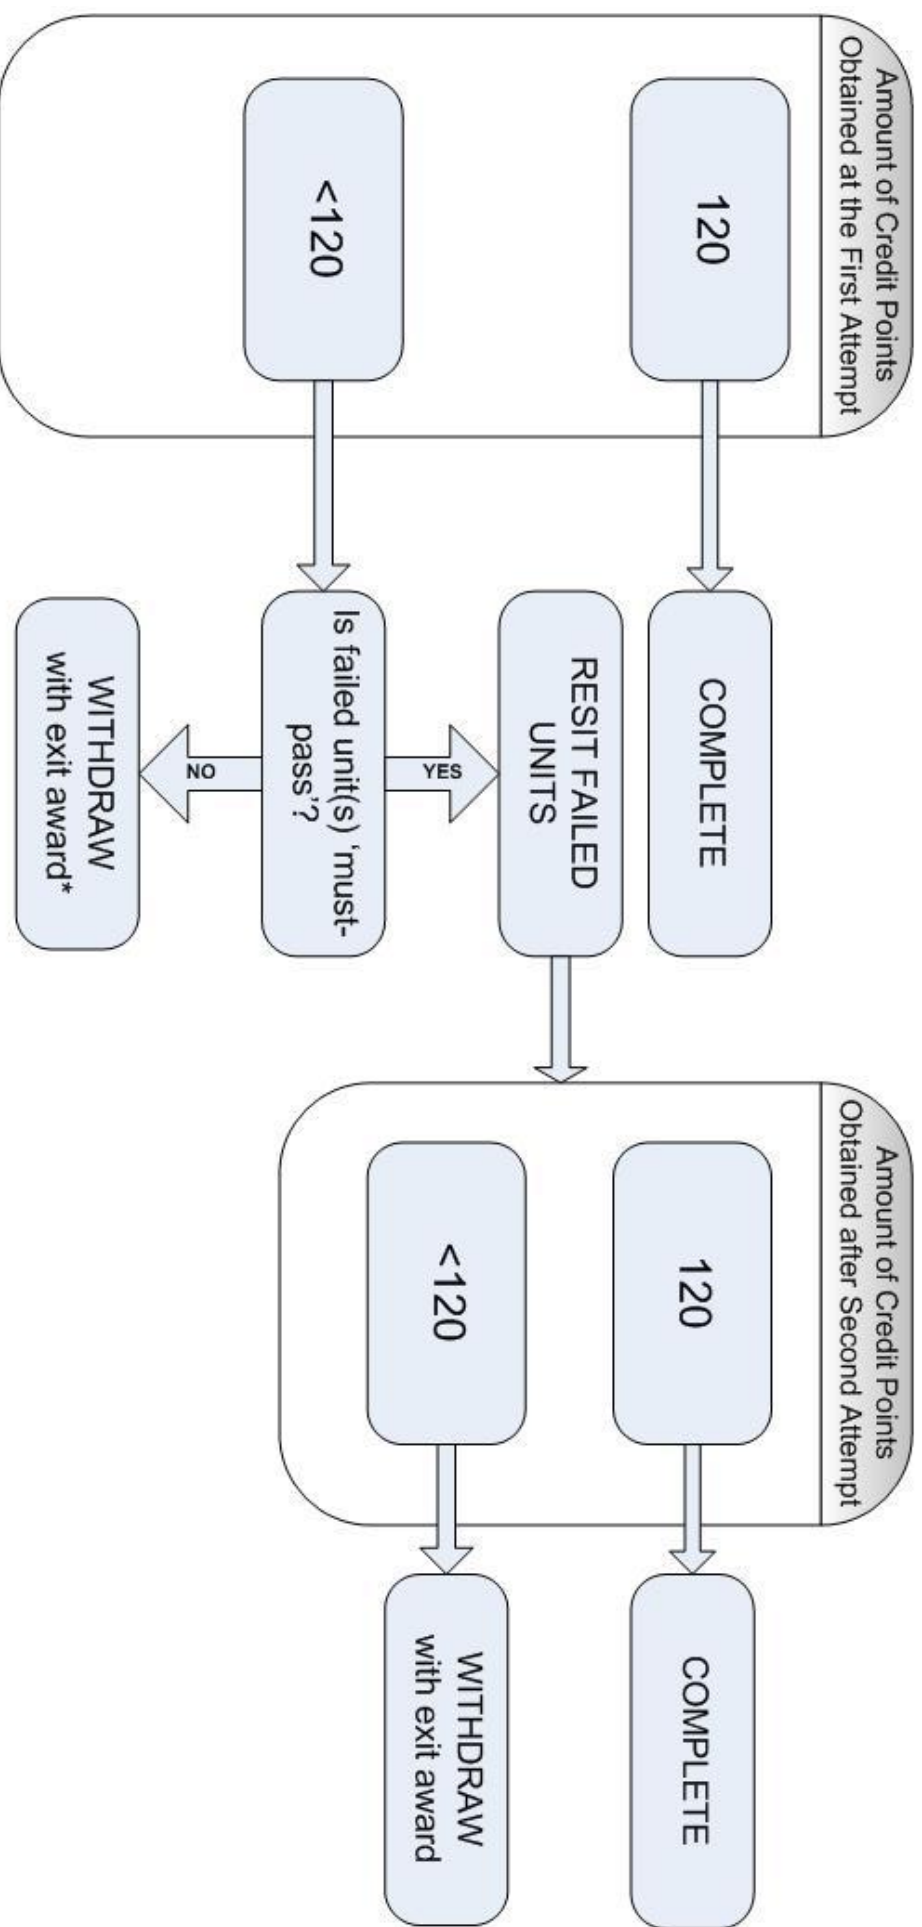 Amount of Credit Points
Obtained at the First Attempt
120
<120
COMPLETE
RESIT FAILED
UNITS
YES
Is failed unit(s) ‘must-
pass’?
NO
WITHDRAW
with exit award*
Amount of Credit Points
Obtained after Second Attempt
120
<120
COMPLETE
WITHDRAW
with exit award